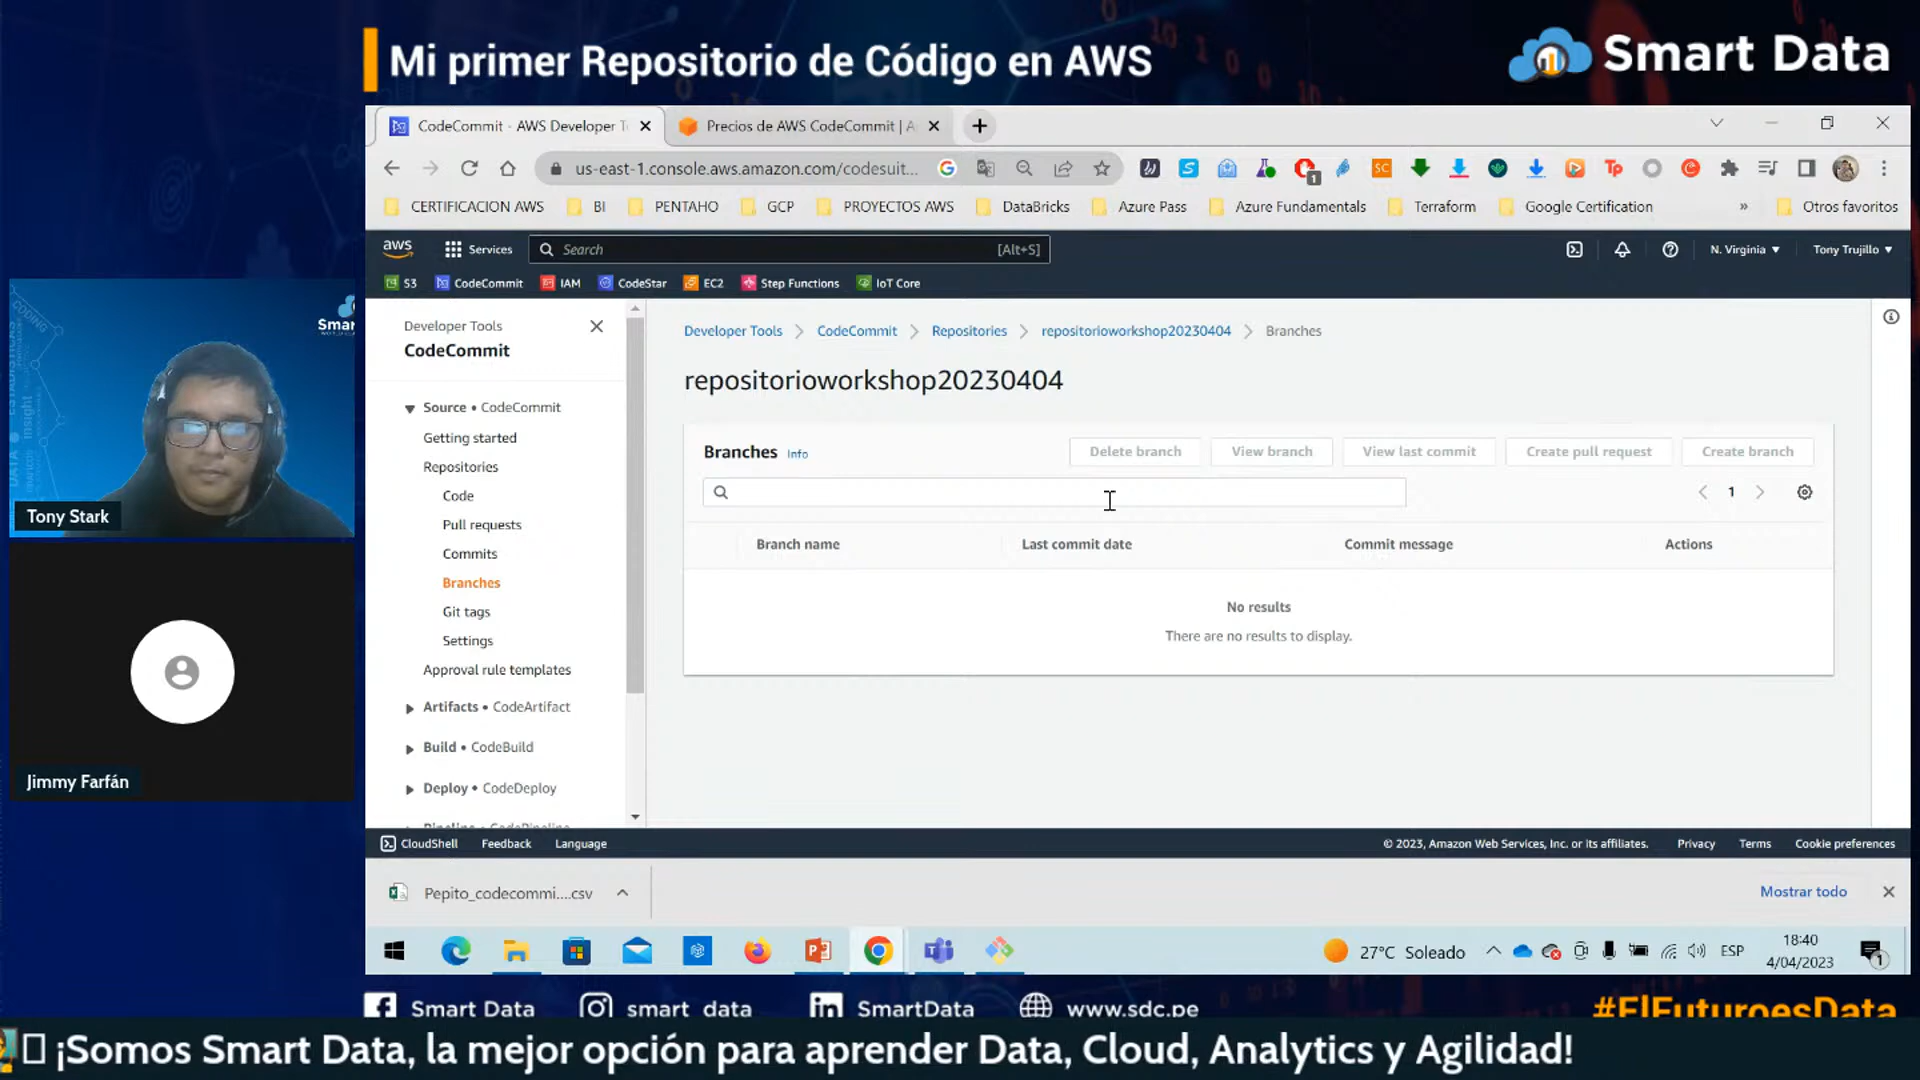 Mi primer Repositorio de Código en AWS
Smart Data
CodeCommit - AWS Developer T
Precios de AWS CodeCommit | A
us-east-1.console.aws.amazon.com/codesuit...
CERTIFICACION AWS
BI
PENTAHO
GCP
PROYECTOS AWS
DataBricks
Azure Pass
Azure Fundamentals
Terraform
Google Certification
»
Otros favoritos
aws
Services
Search
[Alt+S]
N. Virginia
Tony Trujillo
S3
CodeCommit
IAM
CodeStar
EC2
Step Functions
IoT Core
Developer Tools
CodeCommit
Source • CodeCommit
Getting started
Repositories
Code
Pull requests
Commits
Branches
Git tags
Settings
Approval rule templates
Artifacts • CodeArtifact
Build • CodeBuild
Deploy • CodeDeploy
Pipeline • CodePipeline
Developer Tools
CodeCommit
Repositories
repositorioworkshop20230404
Branches
repositorioworkshop20230404
Branches
Info
Delete branch
View branch
View last commit
Create pull request
Create branch
1
Branch name
Last commit date
Commit message
Actions
No results
There are no results to display.
CloudShell
Feedback
Language
© 2023, Amazon Web Services, Inc. or its affiliates.
Privacy
Terms
Cookie preferences
Pepito_codecommi....csv
Mostrar todo
27°C Soleado
ESP
18:40
4/04/2023
1
Tony Stark
Jimmy Farfán
Smart Data
smart_data
SmartData
www.sdc.pe
#ElFuturoesData
¡Somos Smart Data, la mejor opción para aprender Data, Cloud, Analytics y Agilidad!